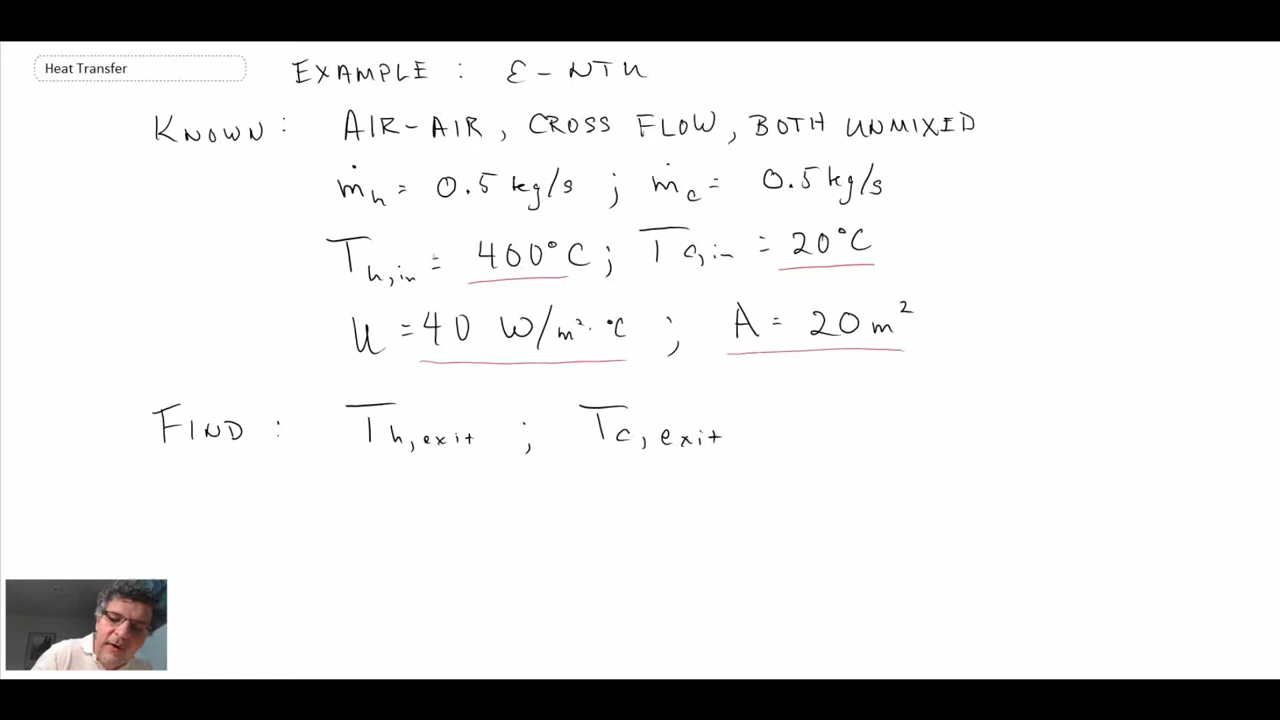 Heat Transfer
EXAMPLE : ε - NTU
KNOWN : AIR-AIR, CROSS FLOW, BOTH UNMIXED
ṁh = 0.5 kg/s ; ṁc = 0.5 kg/s
Th,in = 400°C ; Tc,in = 20°C
U = 40 W/m²·°C ; A = 20 m²
FIND : Th,exit ; Tc,exit